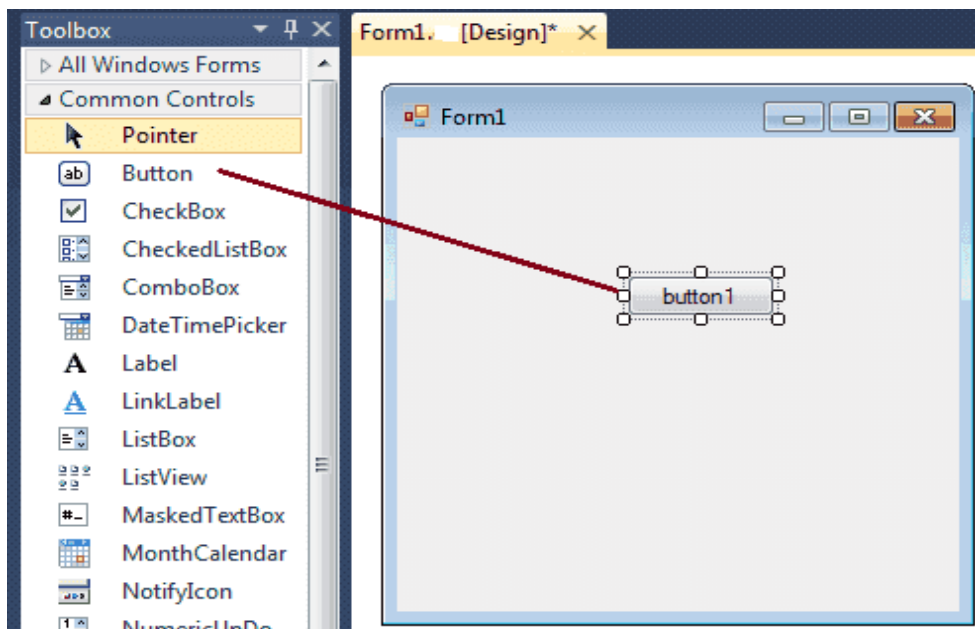 Toolbox
All Windows Forms
Common Controls
Pointer
ab Button
CheckBox
CheckedListBox
ComboBox
DateTimePicker
A Label
A LinkLabel
ListBox
ListView
#_ MaskedTextBox
MonthCalendar
NotifyIcon
Form1. [Design]*
Form1
button1